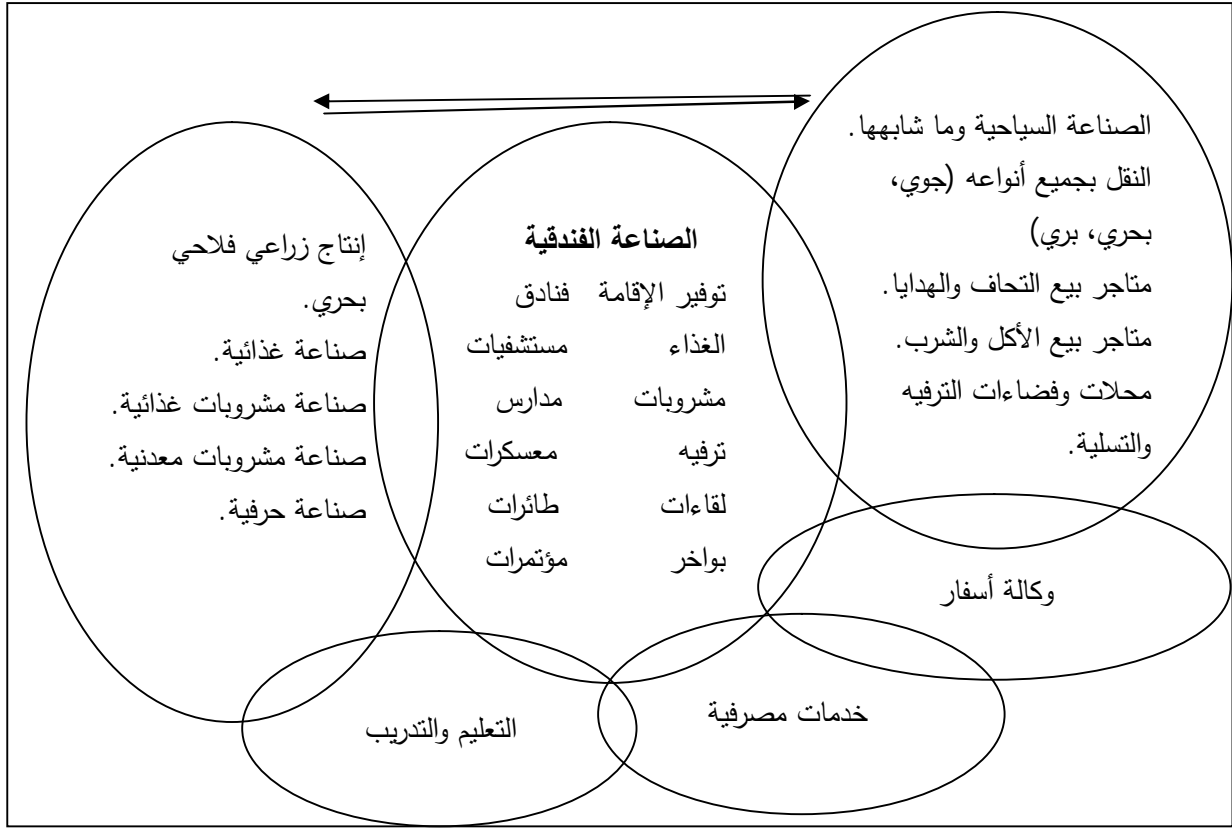 الصناعة السياحية وما شابهها.
النقل بجميع أنواعه (جوي،
بحري، بري)
متاجر بيع التحاف والهدايا.
متاجر بيع الأكل والشرب.
محلات وفضاءات الترفيه
والتسلية.
الصناعة الفندقية
توفير الإقامة فنادق
الغذاء مستشفيات
مشروبات مدارس
ترفيه معسكرات
لقاءات طائرات
بواخر مؤتمرات
إنتاج زراعي فلاحي
بحري.
صناعة غذائية.
صناعة مشروبات غذائية.
صناعة مشروبات معدنية.
صناعة حرفية.
وكالة أسفار
خدمات مصرفية
التعليم والتدريب